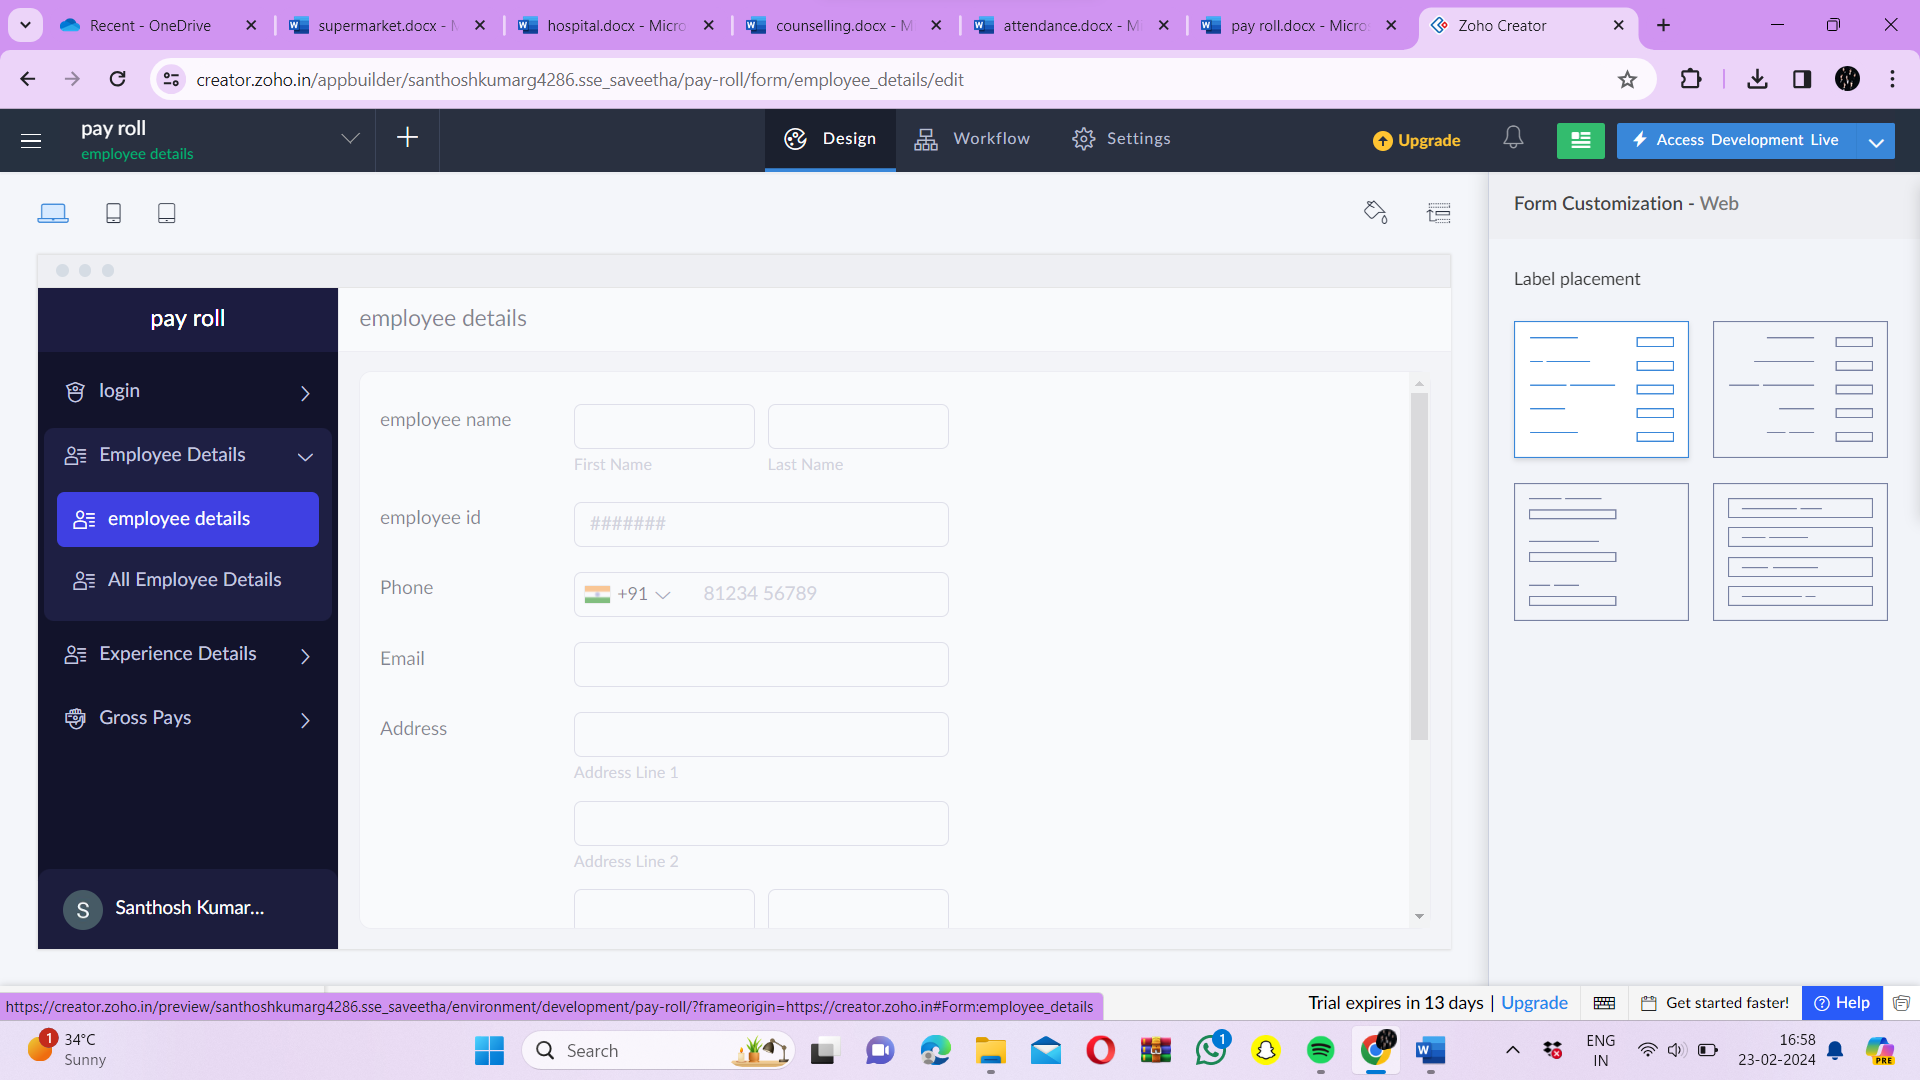 Recent - OneDrive
supermarket.docx - M
hospital.docx - Micro
counselling.docx - M
attendance.docx - Mi
pay roll.docx - Micros
Zoho Creator
creator.zoho.in/appbuilder/santhoshkumarg4286.sse_saveetha/pay-roll/form/employee_details/edit
pay roll
employee details
Design
Workflow
Settings
Upgrade
Access Development Live
Form Customization - Web
Label placement
pay roll
login
Employee Details
employee details
All Employee Details
Experience Details
Gross Pays
Santhosh Kumar...
S
employee details
employee name
First Name
Last Name
employee id
#######
Phone
+91
81234 56789
Email
Address
Address Line 1
Address Line 2
https://creator.zoho.in/preview/santhoshkumarg4286.sse_saveetha/environment/development/pay-roll/?frameorigin=https://creator.zoho.in#Form:employee_details
Trial expires in 13 days | Upgrade
Get started faster!
Help
1
34°C
Sunny
Search
1
ENG
IN
16:58
23-02-2024
PRE